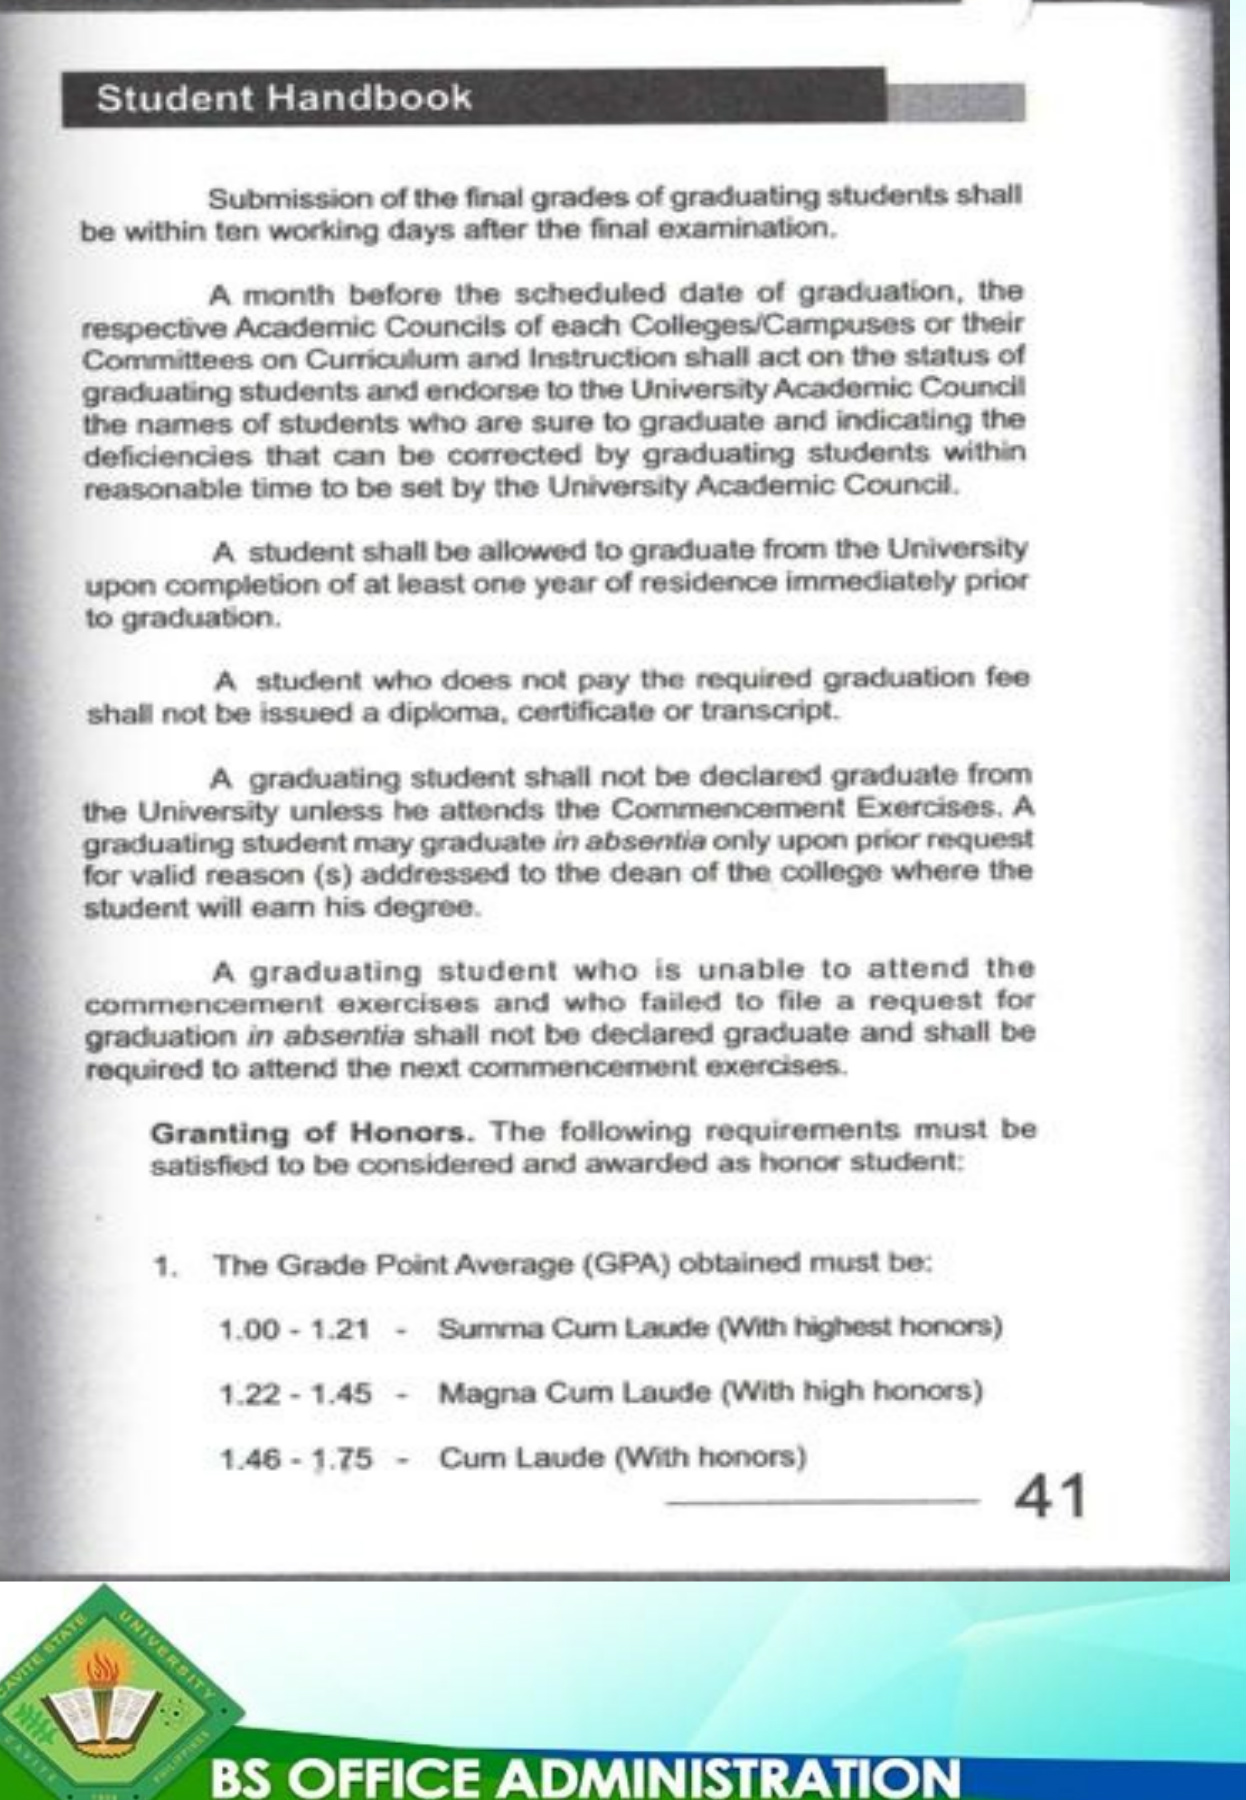 Student Handbook
Submission of the final grades of graduating students shall
be within ten working days after the final examination.
A month before the scheduled date of graduation, the
respective Academic Councils of each Colleges/Campuses or their
Committees on Curriculum and Instruction shall act on the status of
graduating students and endorse to the University Academic Council
the names of students who are sure to graduate and indicating the
deficiencies that can be corrected by graduating students within
reasonable time to be set by the University Academic Council.
A student shall be allowed to graduate from the University
upon completion of at least one year of residence immediately prior
to graduation.
A student who does not pay the required graduation fee
shall not be issued a diploma, certificate or transcript.
A graduating student shall not be declared graduate from
the University unless he attends the Commencement Exercises. A
graduating student may graduate in absentia only upon prior request
for valid reason (s) addressed to the dean of the college where the
student will earn his degree.
A graduating student who is unable to attend the
commencement exercises and who failed to file a request for
graduation in absentia shall not be declared graduate and shall be
required to attend the next commencement exercises.
Granting of Honors. The following requirements must be
satisfied to be considered and awarded as honor student:
1. The Grade Point Average (GPA) obtained must be:
1.00 - 1.21 - Summa Cum Laude (With highest honors)
1.22 - 1.45 - Magna Cum Laude (With high honors)
1.46 - 1.75 - Cum Laude (With honors)
41
CAVITE STATE UNIVERSITY
CAVITE PHILIPPINES
BS OFFICE ADMINISTRATION